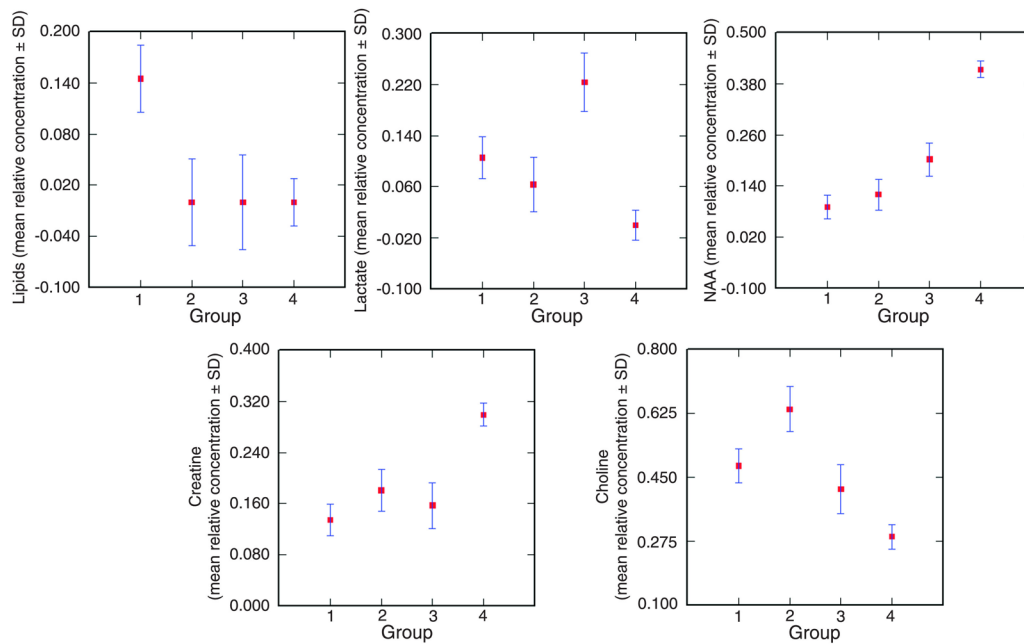 Lipids (mean relative concentration ± SD)
0.200
0.140
0.080
0.020
-0.040
-0.100
1 2 3 4
Group
Lactate (mean relative concentration ± SD)
0.300
0.220
0.140
0.060
-0.020
-0.100
1 2 3 4
Group
NAA (mean relative concentration ± SD)
0.500
0.380
0.260
0.140
0.020
-0.100
1 2 3 4
Group
Creatine
(mean relative concentration ± SD)
0.400
0.320
0.240
0.160
0.080
0.000
1 2 3 4
Group
Choline
(mean relative concentration ± SD)
0.800
0.625
0.450
0.275
0.100
1 2 3 4
Group